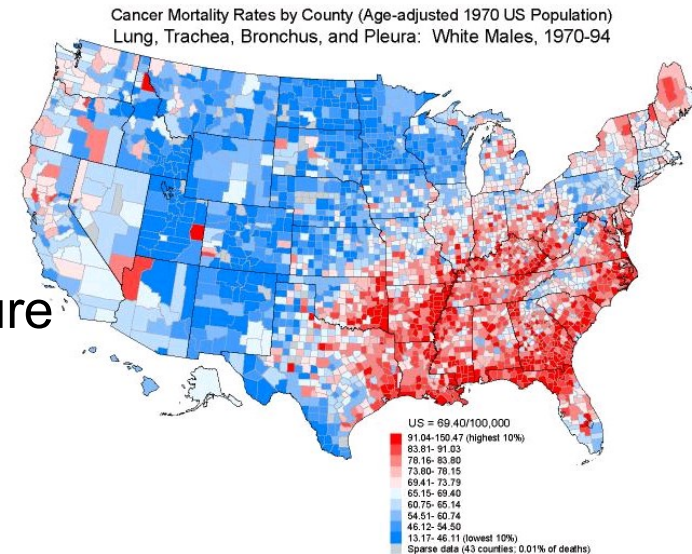 Cancer Mortality Rates by County (Age-adjusted 1970 US Population)
Lung, Trachea, Bronchus, and Pleura: White Males, 1970-94
ure
US = 69.40/100,000
91.04-150.47 (highest 10%)
83.81- 91.03
78.16- 83.80
73.80- 78.15
69.41- 73.79
65.15- 69.40
60.75- 65.14
54.51- 60.74
46.12- 54.50
13.17- 46.11 (lowest 10%)
Sparse data (43 counties; 0.01% of deaths)